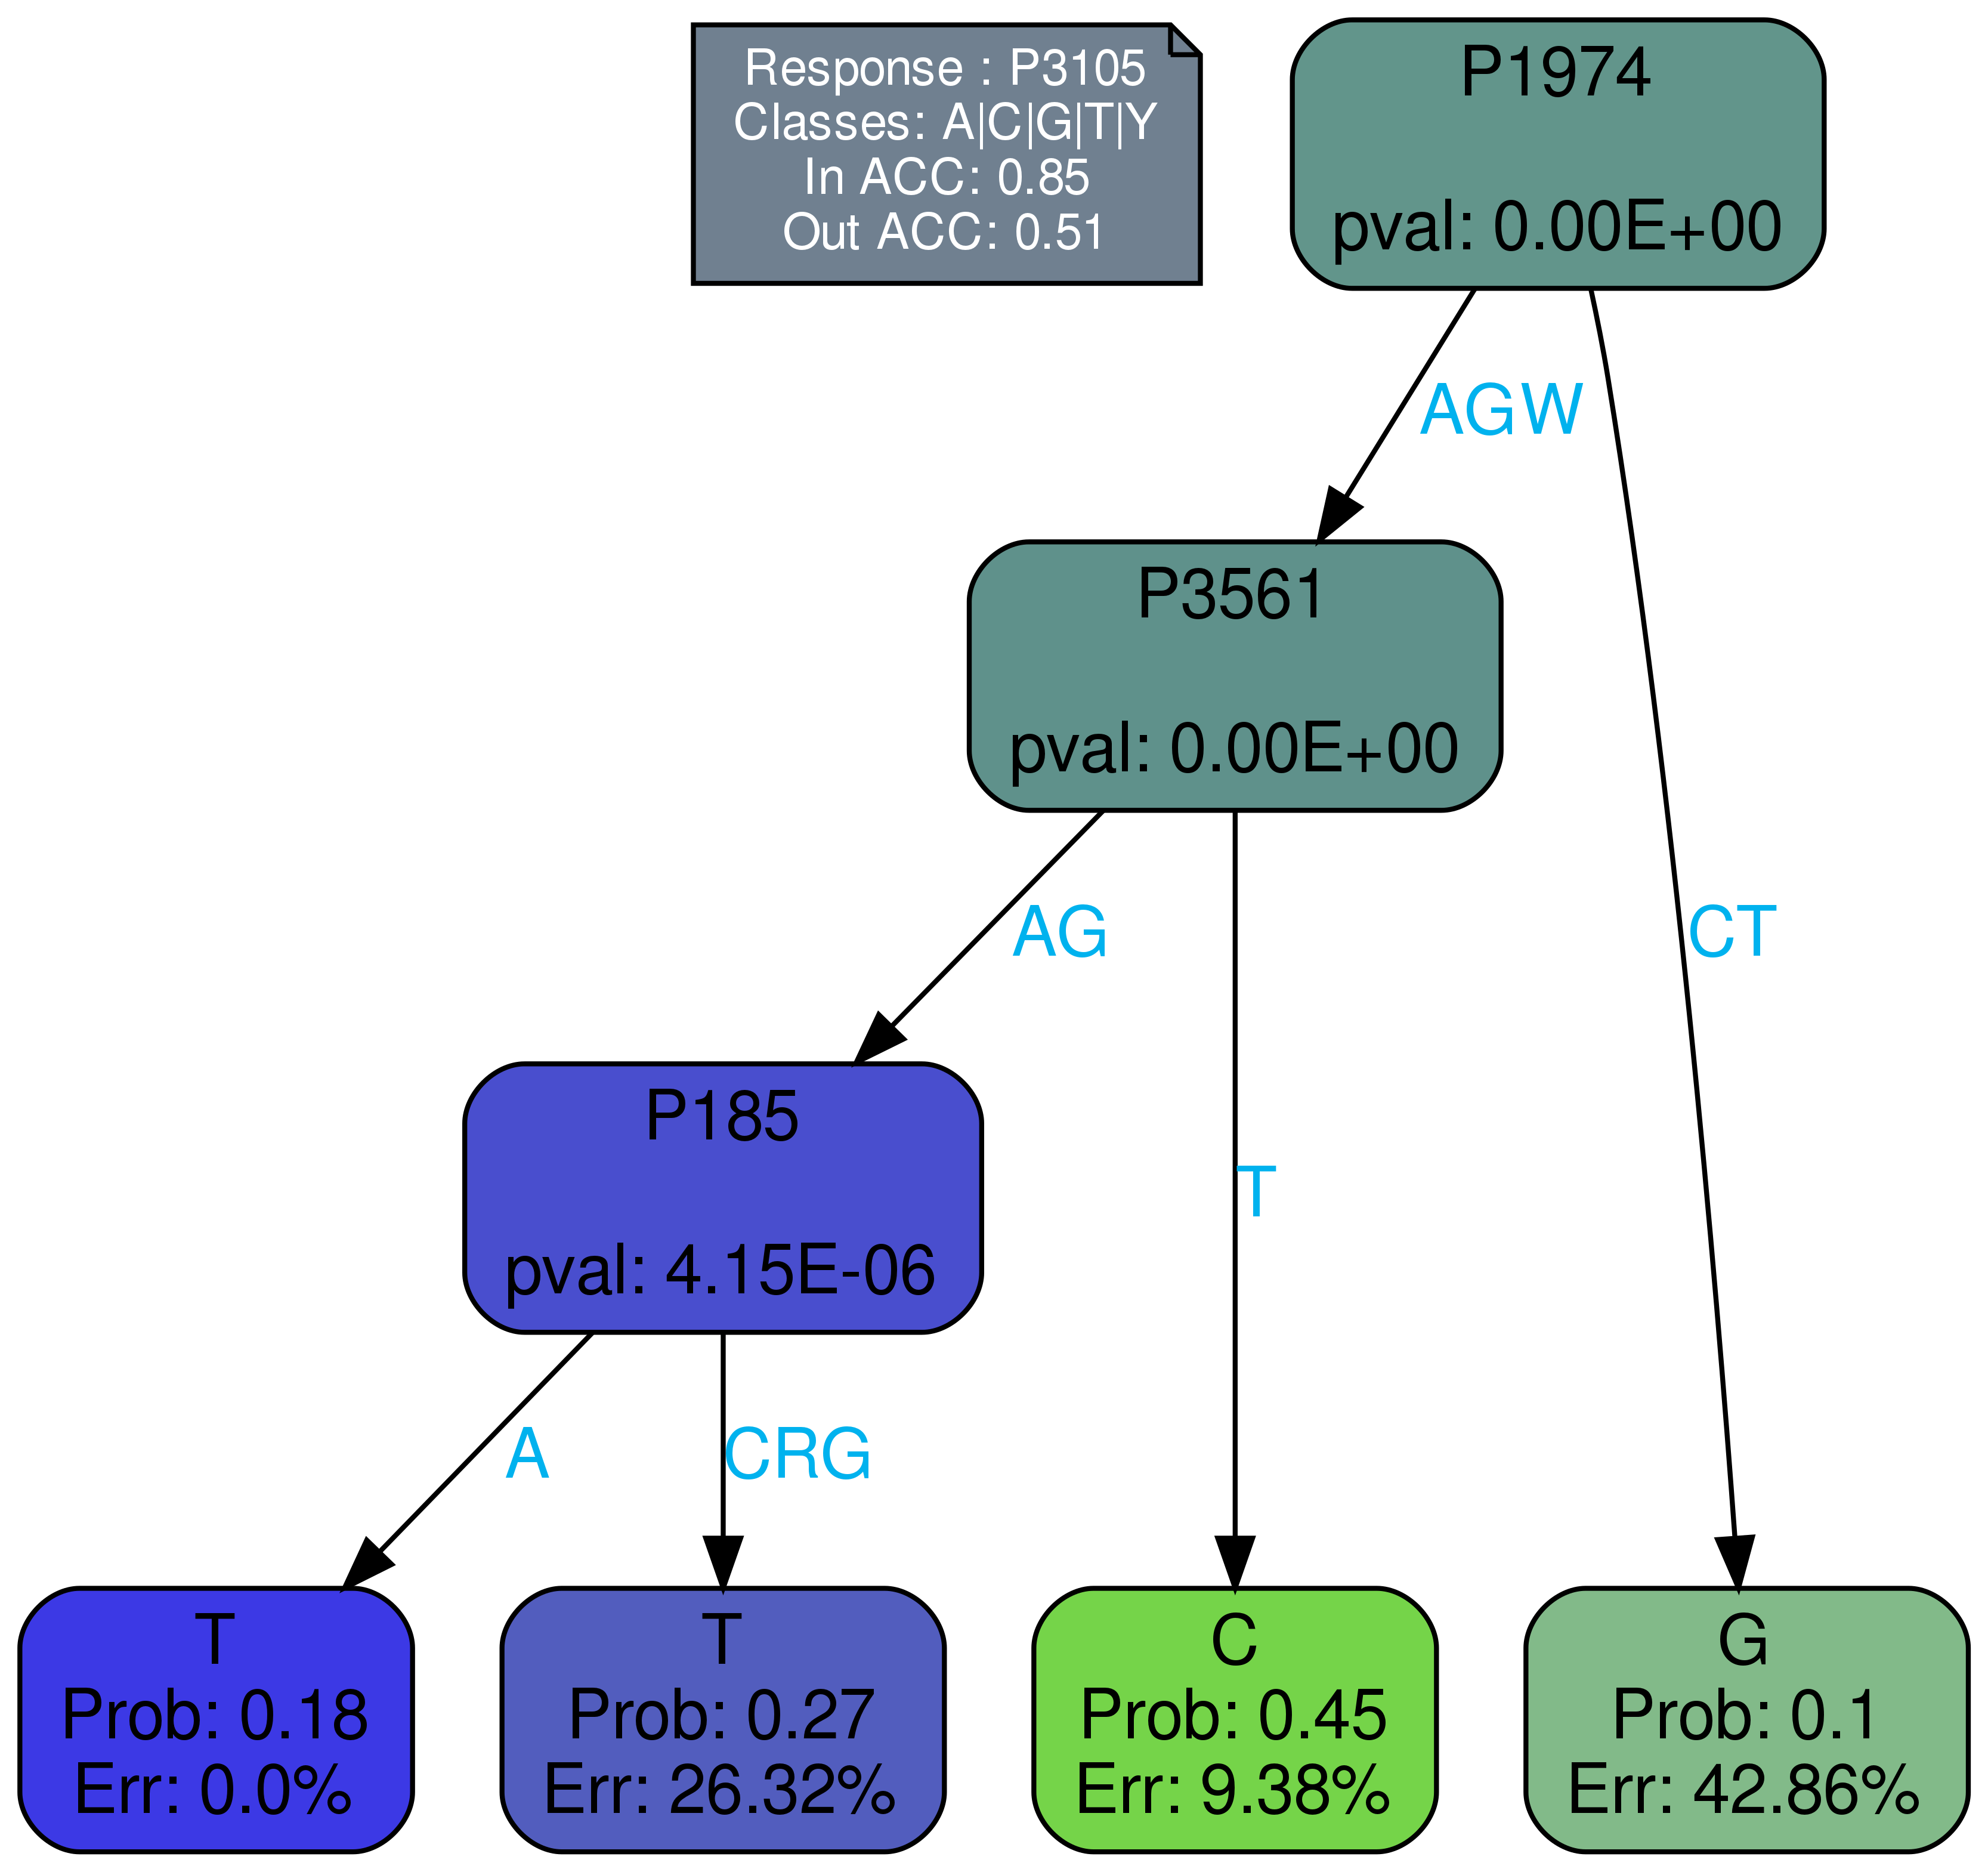 Response : P3105
Classes: A|C|G|T|Y
In ACC: 0.85
Out ACC: 0.51
P1974
pval: 0.00E+00
AGW
P3561
pval: 0.00E+00
AG
CT
P185
pval: 4.15E-06
T
A
CRG
T
Prob: 0.18
Err: 0.0%
T
Prob: 0.27
Err: 26.32%
C
Prob: 0.45
Err: 9.38%
G
Prob: 0.1
Err: 42.86%